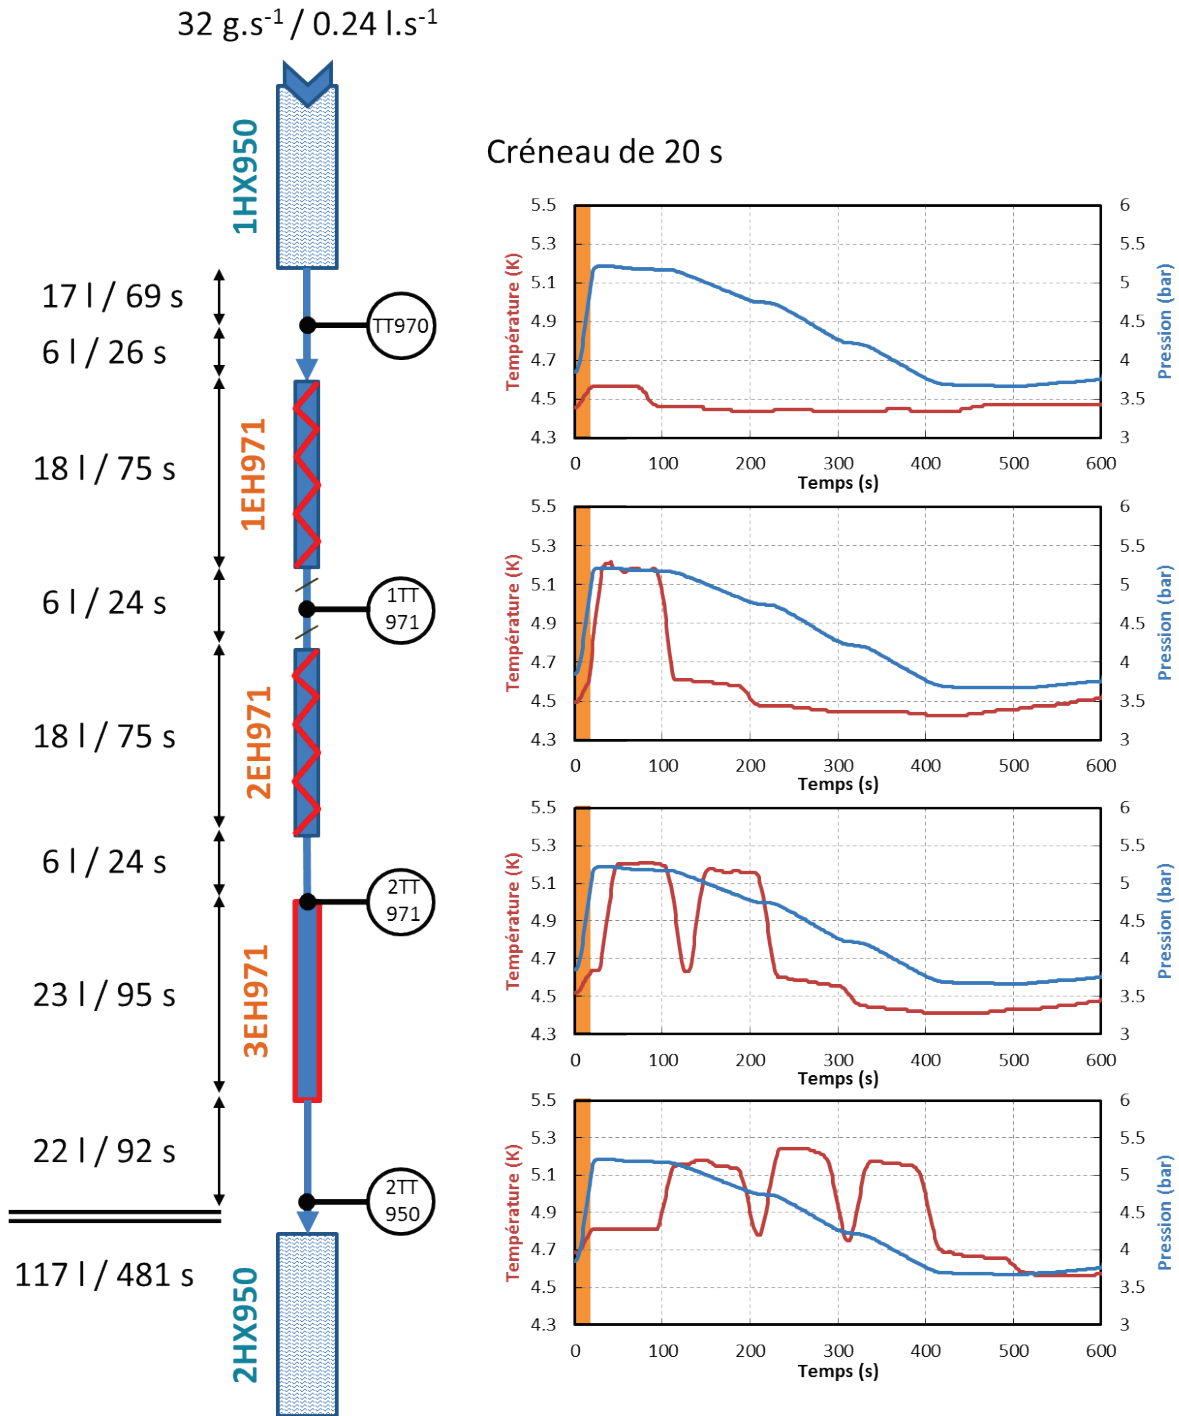 32 g.s⁻¹ / 0.24 l.s⁻¹
1HX950
17 l / 69 s
TT970
6 l / 26 s
1EH971
18 l / 75 s
6 l / 24 s
1TT
971
2EH971
18 l / 75 s
6 l / 24 s
2TT
971
3EH971
23 l / 95 s
22 l / 92 s
2TT
950
117 l / 481 s
2HX950
Créneau de 20 s
Température (K)
5.5
5.3
5.1
4.9
4.7
4.5
4.3
Pression (bar)
6
5.5
5
4.5
4
3.5
3
0 100 200 300 400 500 600
Temps (s)
Température (K)
5.5
5.3
5.1
4.9
4.7
4.5
4.3
Pression (bar)
6
5.5
5
4.5
4
3.5
3
0 100 200 300 400 500 600
Temps (s)
Température (K)
5.5
5.3
5.1
4.9
4.7
4.5
4.3
Pression (bar)
6
5.5
5
4.5
4
3.5
3
0 100 200 300 400 500 600
Temps (s)
Température (K)
5.5
5.3
5.1
4.9
4.7
4.5
4.3
Pression (bar)
6
5.5
5
4.5
4
3.5
3
0 100 200 300 400 500 600
Temps (s)